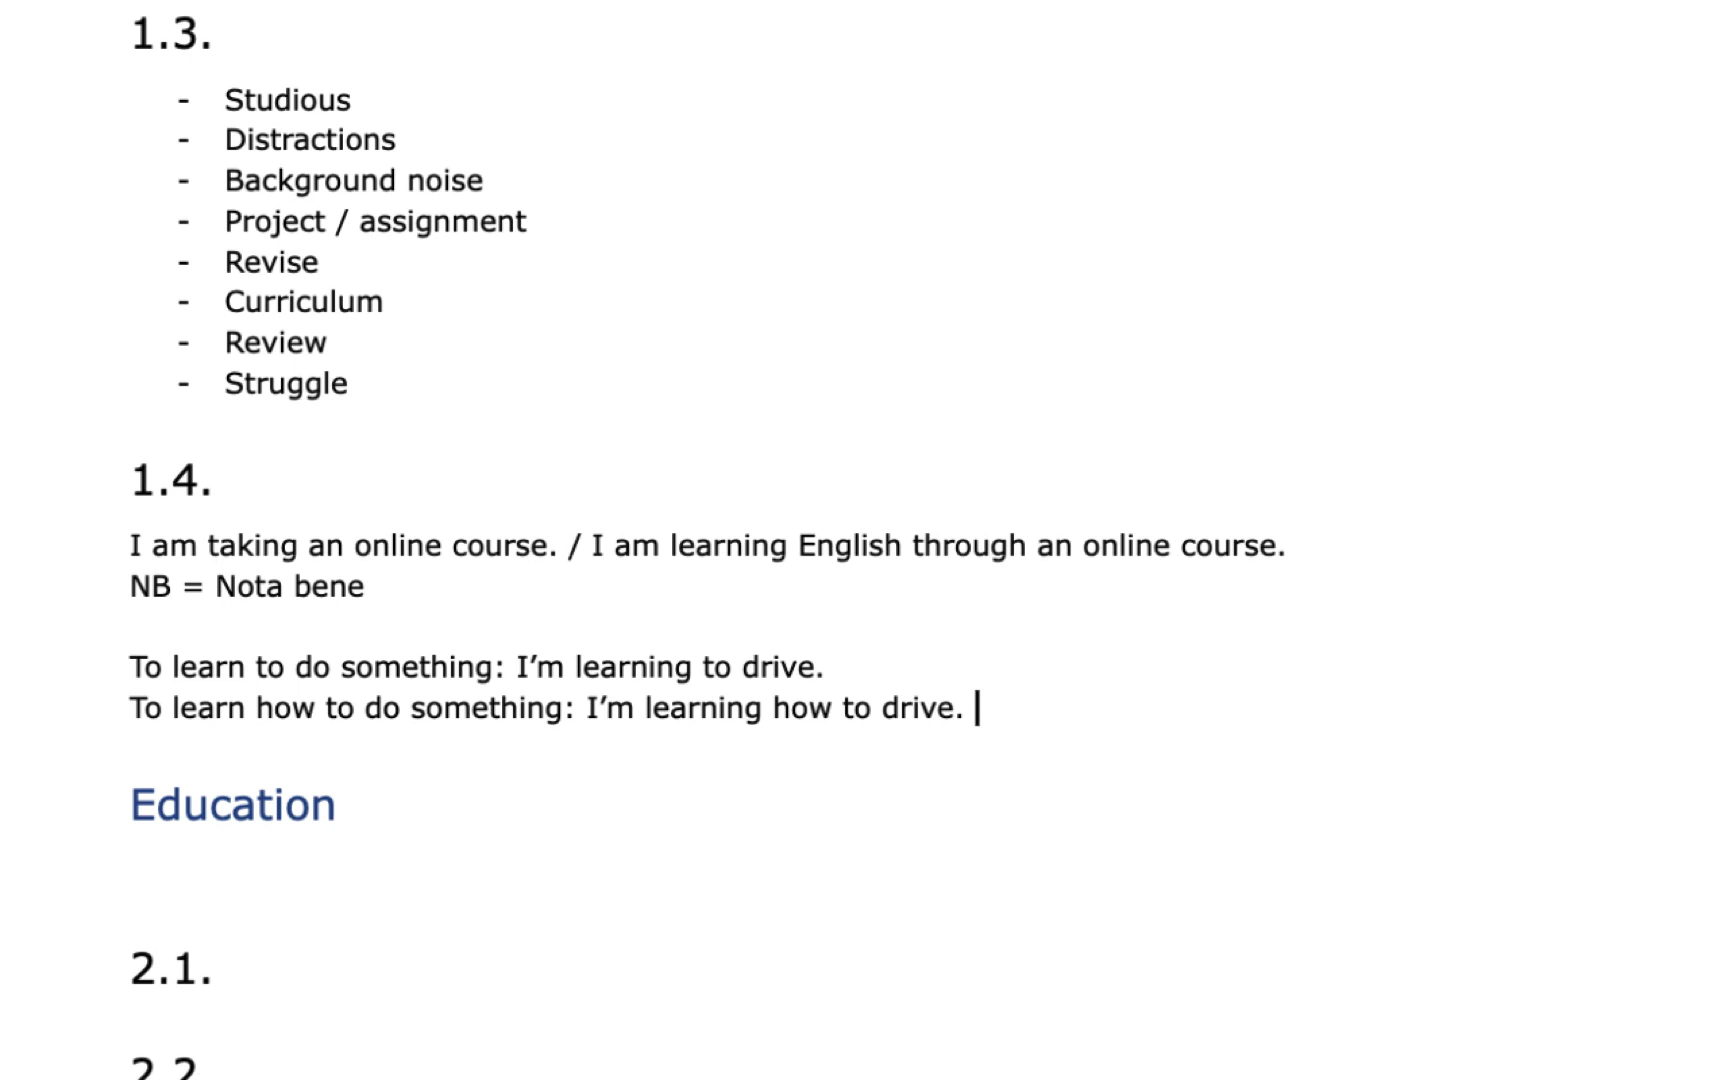 1.3.
- Studious
- Distractions
- Background noise
- Project / assignment
- Revise
- Curriculum
- Review
- Struggle
1.4.
I am taking an online course. / I am learning English through an online course.
NB = Nota bene
To learn to do something: I’m learning to drive.
To learn how to do something: I’m learning how to drive.
Education
2.1.
2.2